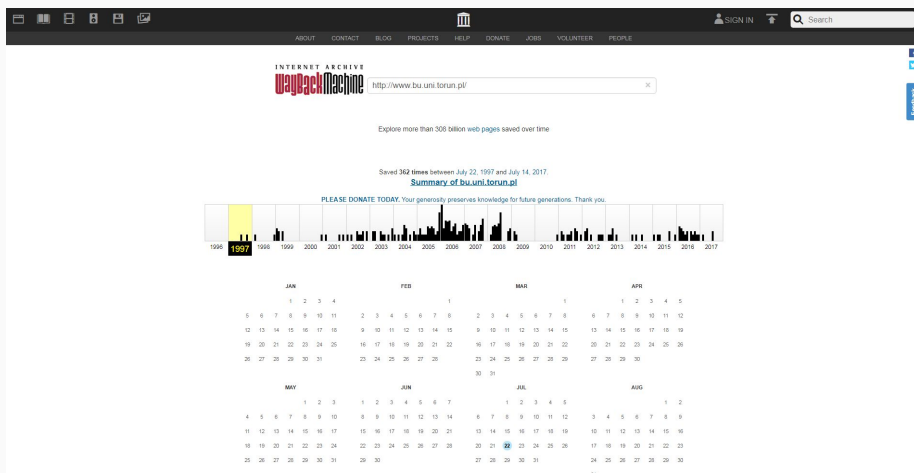 SIGN IN
Search
ABOUT CONTACT BLOG PROJECTS HELP DONATE JOBS VOLUNTEER PEOPLE
INTERNET ARCHIVE
WayBackMachine
http://www.bu.uni.torun.pl/
Explore more than 308 billion web pages saved over time
Saved 362 times between July 22, 1997 and July 14, 2017.
Summary of bu.uni.torun.pl
PLEASE DONATE TODAY. Your generosity preserves knowledge for future generations. Thank you.
1996 1997 1998 1999 2000 2001 2002 2003 2004 2005 2006 2007 2008 2009 2010 2011 2012 2013 2014 2015 2016 2017
JAN FEB MAR APR
1 2 3 4 1 1 1 2 3 4 5
5 6 7 8 9 10 11 2 3 4 5 6 7 8 2 3 4 5 6 7 8 6 7 8 9 10 11 12
12 13 14 15 16 17 18 9 10 11 12 13 14 15 9 10 11 12 13 14 15 13 14 15 16 17 18 19
19 20 21 22 23 24 25 16 17 18 19 20 21 22 16 17 18 19 20 21 22 20 21 22 23 24 25 26
26 27 28 29 30 31 23 24 25 26 27 28 23 24 25 26 27 28 29 27 28 29 30
30 31
MAY JUN JUL AUG
1 2 3 1 2 3 4 5 6 7 1 2 3 4 5 1 2
4 5 6 7 8 9 10 8 9 10 11 12 13 14 6 7 8 9 10 11 12 3 4 5 6 7 8 9
11 12 13 14 15 16 17 15 16 17 18 19 20 21 13 14 15 16 17 18 19 10 11 12 13 14 15 16
18 19 20 21 22 23 24 22 23 24 25 26 27 28 20 21 22 23 24 25 26 17 18 19 20 21 22 23
25 26 27 28 29 30 31 29 30 27 28 29 30 31 24 25 26 27 28 29 30